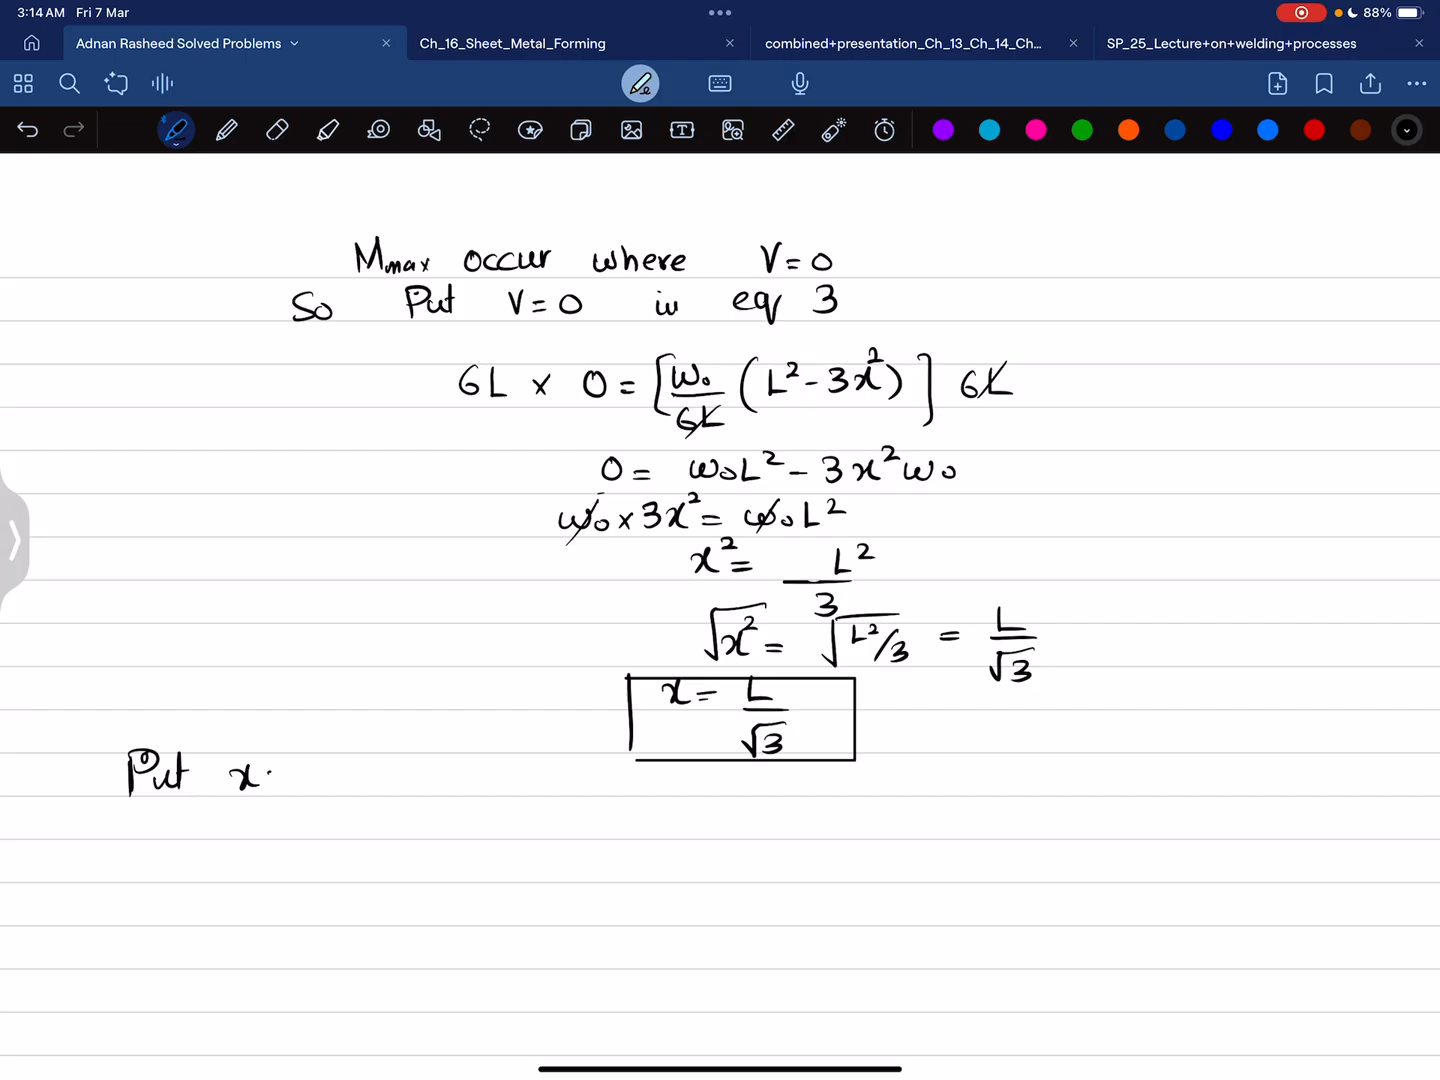 3:14 AM Fri 7 Mar 88%
Adnan Rasheed Solved Problems Ch_16_Sheet_Metal_Forming combined+presentation_Ch_13_Ch_14_Ch... SP_25_Lecture+on+welding+processes
Mmax occur where V = 0
So Put V = 0 in eq 3
6L × 0 = [w₀/6L (L² - 3x²)] 6L
0 = w₀L² - 3x²w₀
w₀ × 3x² = w₀L²
x² = L²/3
√x² = √L²/3 = L/√3
x = L/√3
Put x